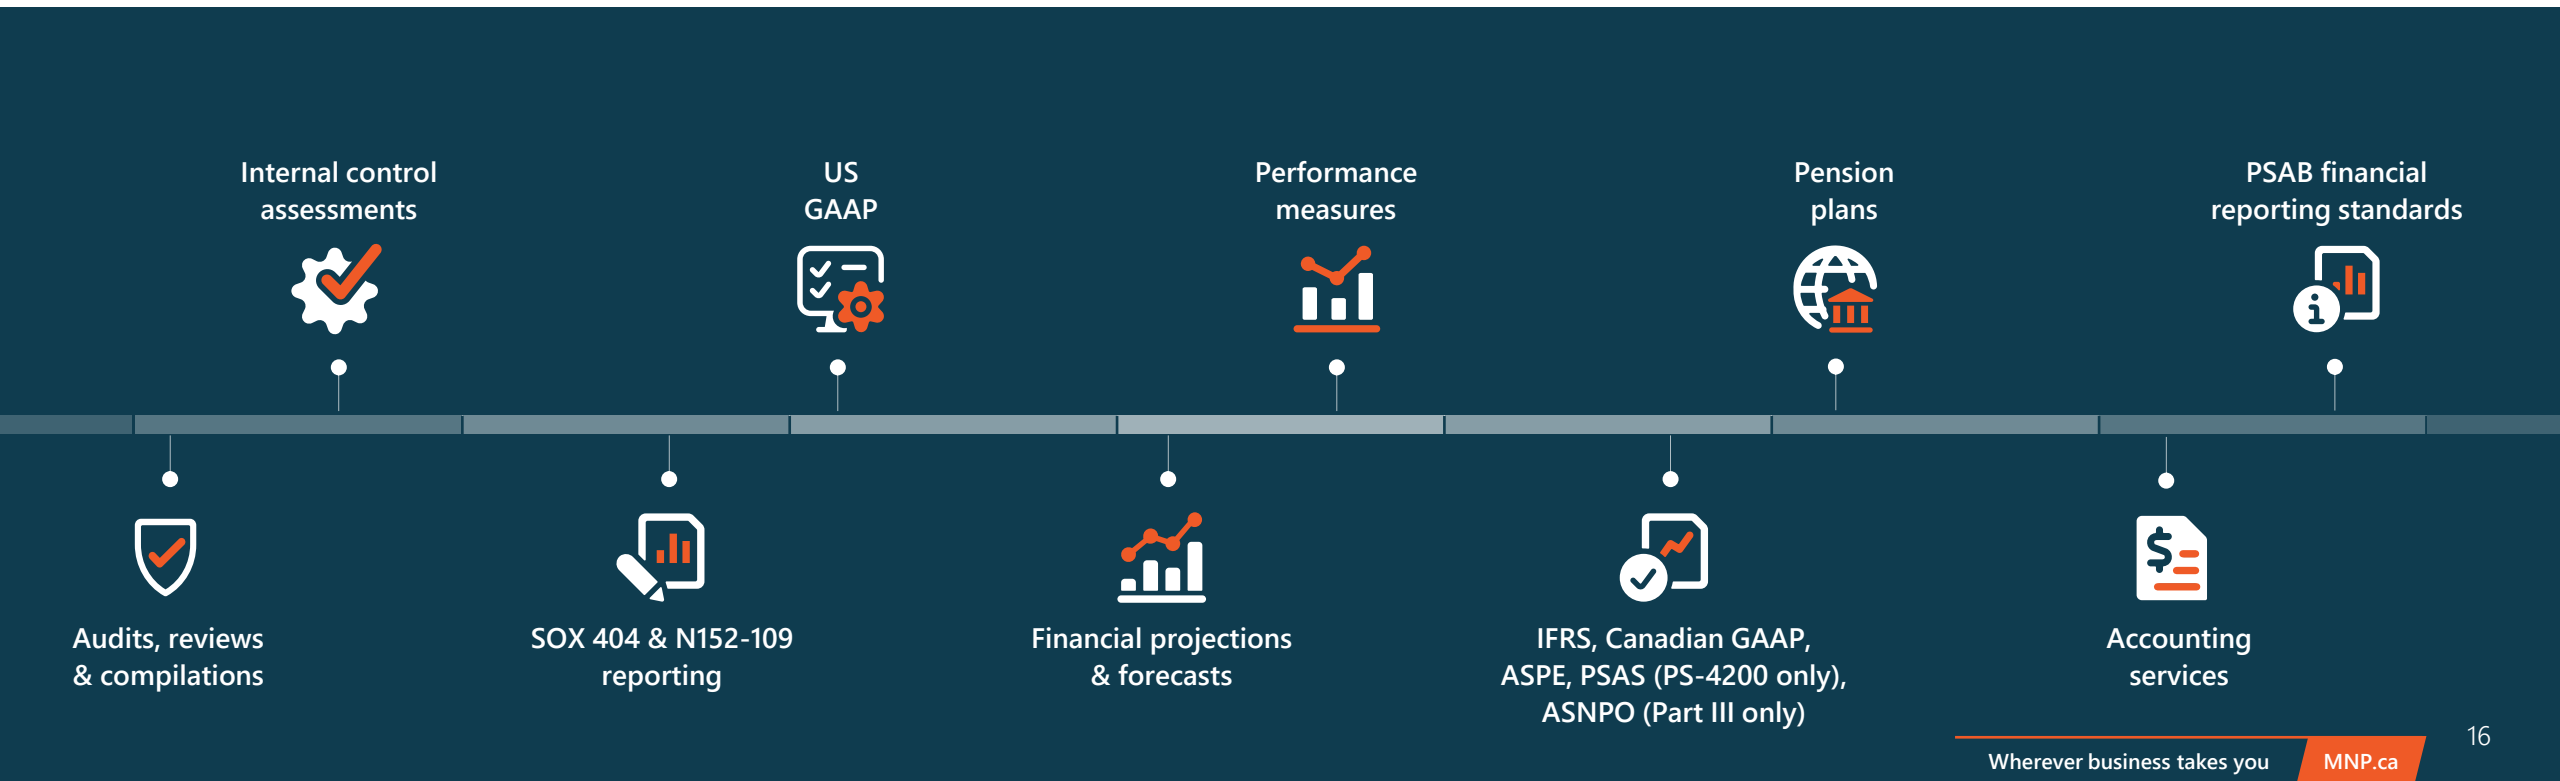 Internal control
assessments
US
GAAP
Performance
measures
Pension
plans
PSAB financial
reporting standards
Audits, reviews
& compilations
SOX 404 & N152-109
reporting
Financial projections
& forecasts
IFRS, Canadian GAAP,
ASPE, PSAS (PS-4200 only),
ASNPO (Part III only)
Accounting
services
16
Wherever business takes you
MNP.ca